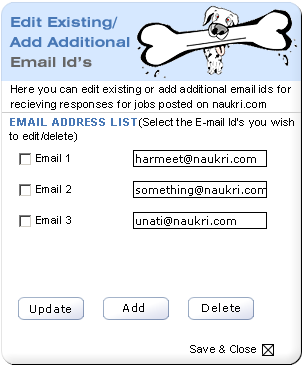 Edit Existing/
Add Additional
Email Id's
Here you can edit existing or add additional email ids for
recieving responses for jobs posted on naukri.com
EMAIL ADDRESS LIST(Select the E-mail Id's you wish
to edit/delete)
Email 1 harmeet@naukri.com
Email 2 something@naukri.com
Email 3 unati@naukri.com
Update Add Delete
Save & Close